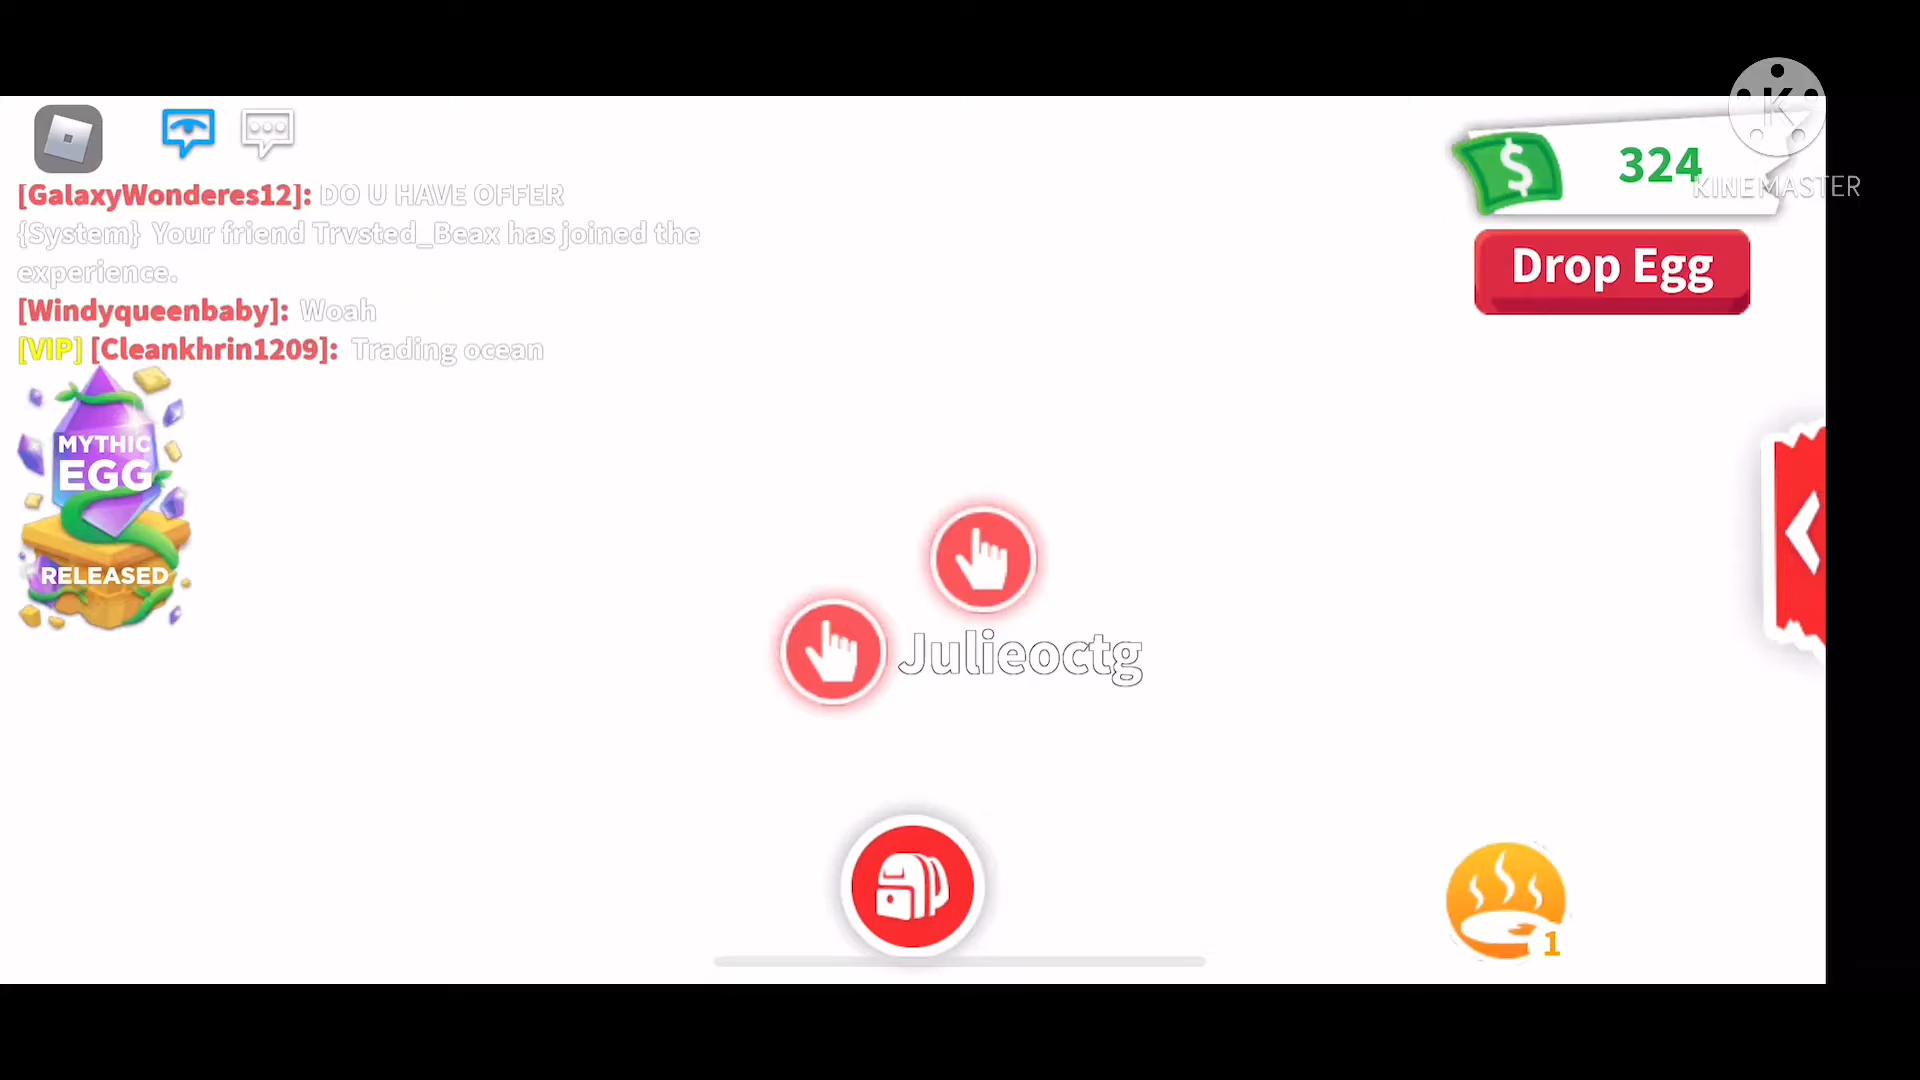 K
KINEMASTER
324
Drop Egg
[GalaxyWonderes12]: DO U HAVE OFFER
{System} Your friend Trvsted_Beax has joined the
experience.
[Windyqueenbaby]: Woah
[VIP] [Cleankhrin1209]: Trading ocean
MYTHIC
EGG
RELEASED
Julieoctg
1